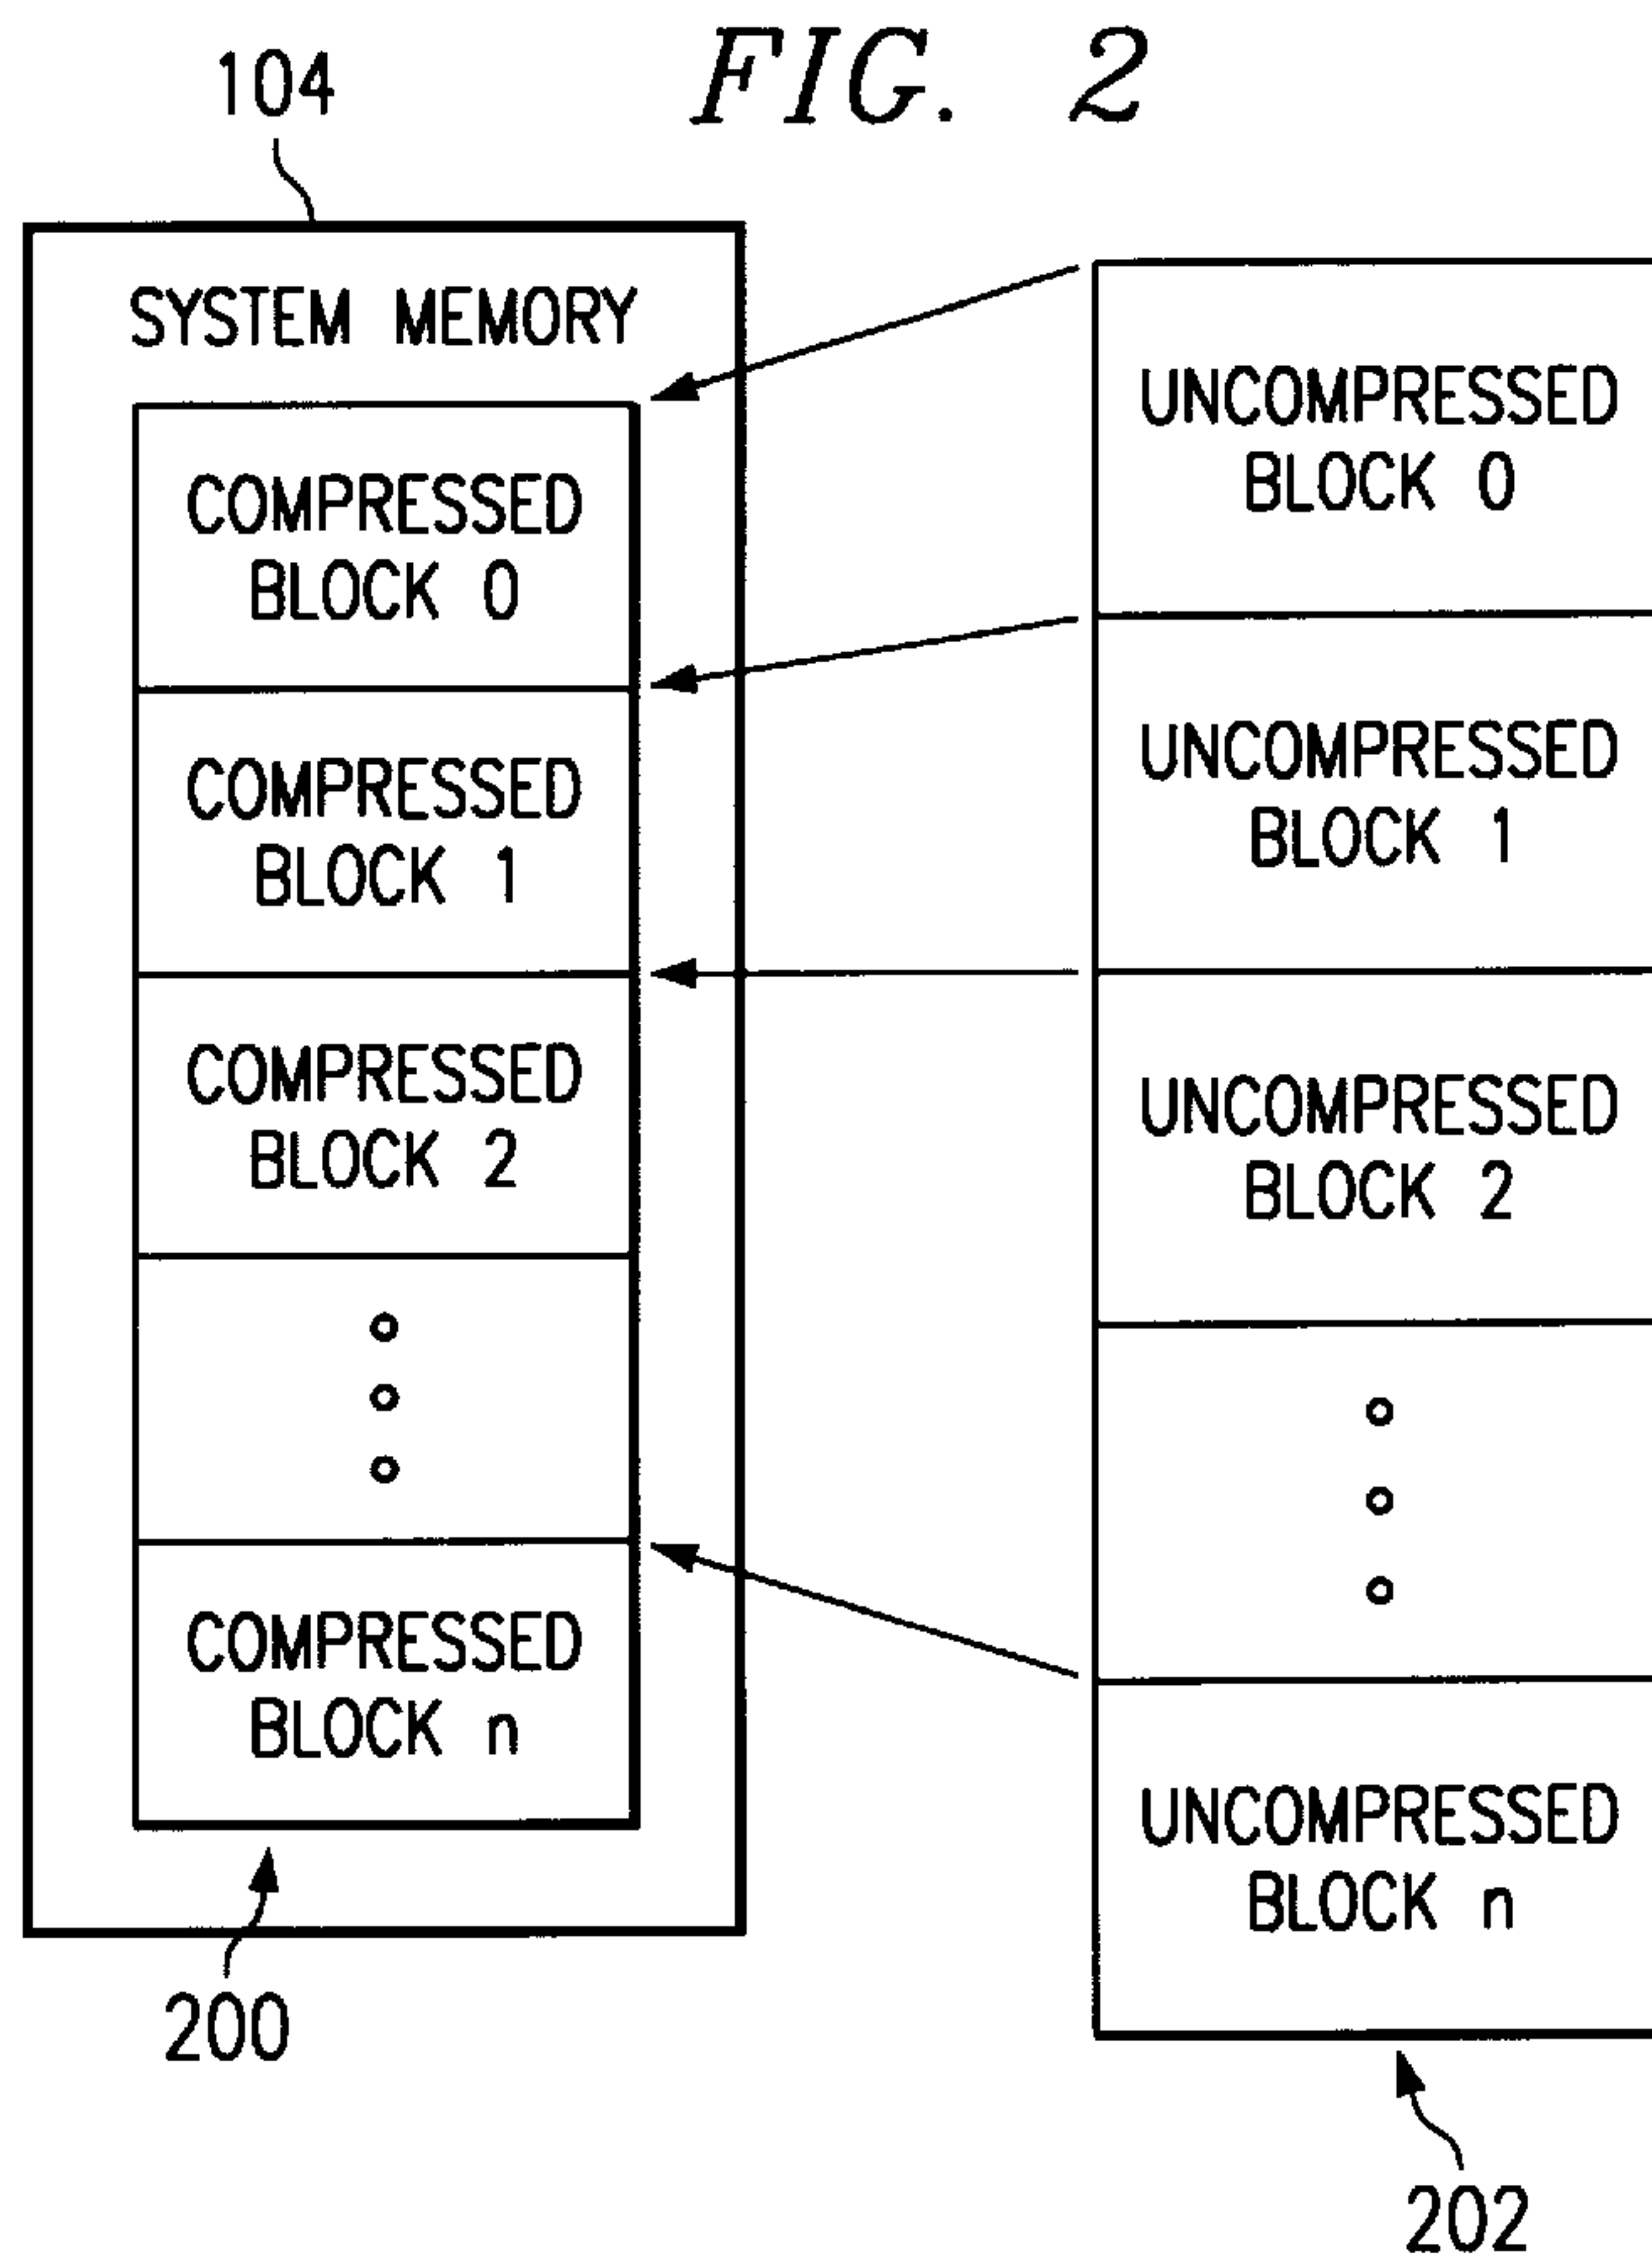 FIG. 2
104
SYSTEM MEMORY
COMPRESSED
BLOCK 0
COMPRESSED
BLOCK 1
COMPRESSED
BLOCK 2
COMPRESSED
BLOCK n
200
UNCOMPRESSED
BLOCK 0
UNCOMPRESSED
BLOCK 1
UNCOMPRESSED
BLOCK 2
UNCOMPRESSED
BLOCK n
202